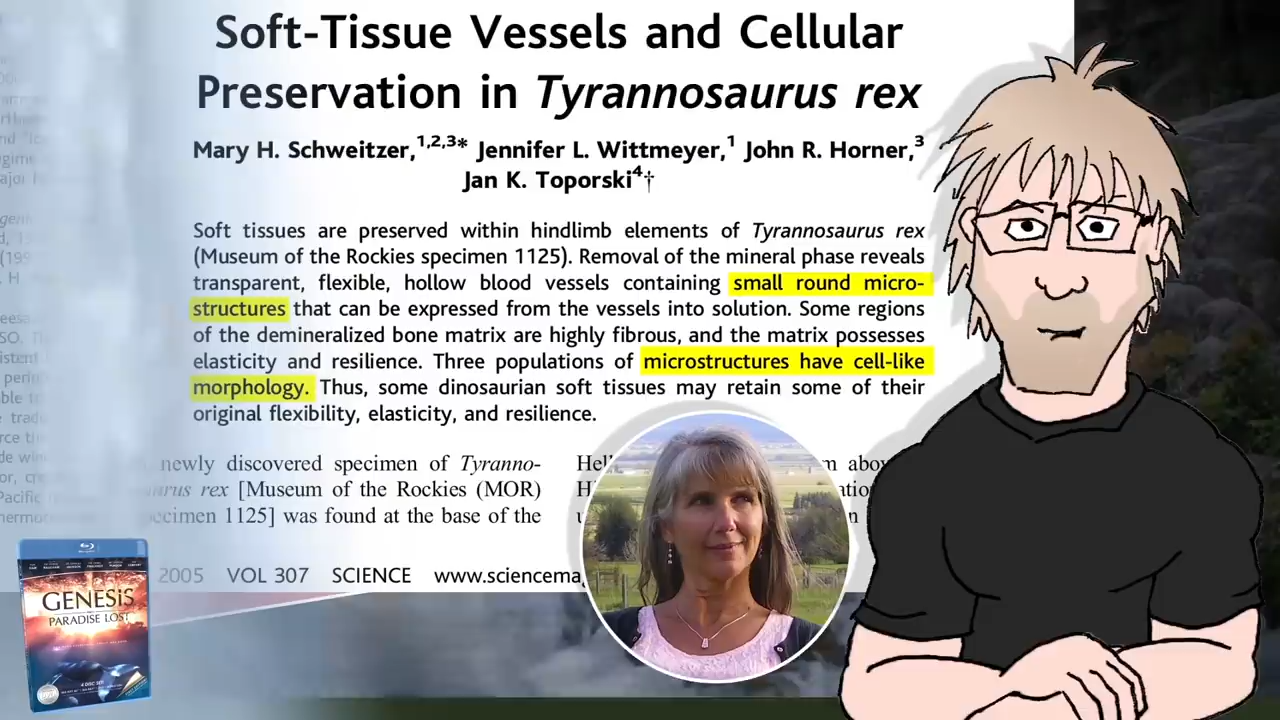 Soft-Tissue Vessels and Cellular
Preservation in Tyrannosaurus rex
Mary H. Schweitzer,1,2,3* Jennifer L. Wittmeyer,1 John R. Horner,3
Jan K. Toporski4†
Soft tissues are preserved within hindlimb elements of Tyrannosaurus rex
(Museum of the Rockies specimen 1125). Removal of the mineral phase reveals
transparent, flexible, hollow blood vessels containing small round micro-
structures that can be expressed from the vessels into solution. Some regions
of the demineralized bone matrix are highly fibrous, and the matrix possesses
elasticity and resilience. Three populations of microstructures have cell-like
morphology. Thus, some dinosaurian soft tissues may retain some of their
original flexibility, elasticity, and resilience.
newly discovered specimen of Tyranno-
rus rex [Museum of the Rockies (MOR)
ecimen 1125] was found at the base of the
2005 VOL 307 SCIENCE www.sciencema
GENESIS
PARADISE LOST